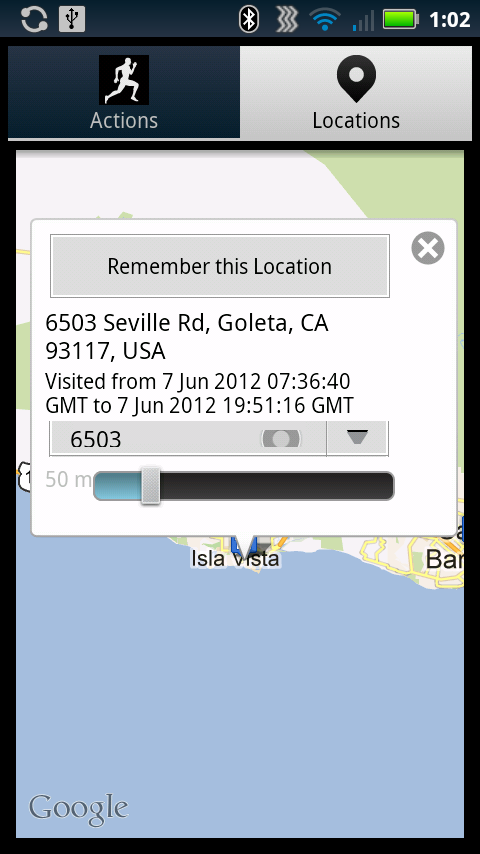 1:02
Actions
Locations
Remember this Location
6503 Seville Rd, Goleta, CA
93117, USA
Visited from 7 Jun 2012 07:36:40
GMT to 7 Jun 2012 19:51:16 GMT
6503
50 m
Isla Vista
Bar
Google